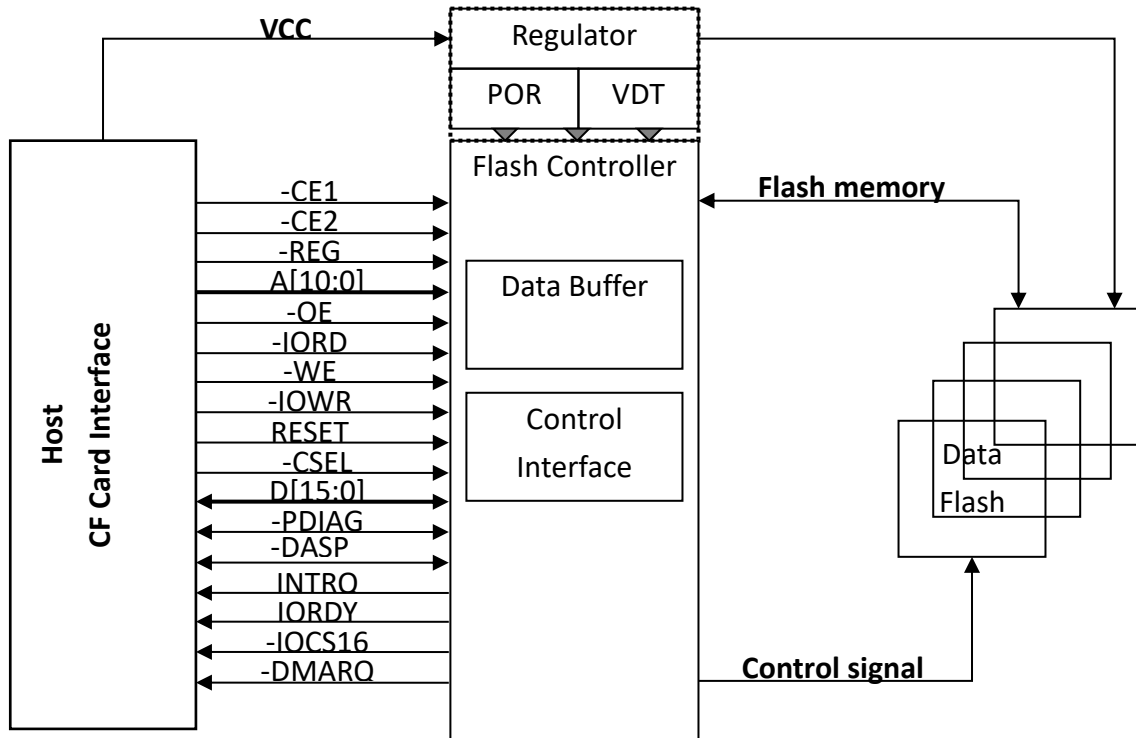 VCC
Regulator
POR
VDT
Flash Controller
Flash memory
-CE1
-CE2
-REG
A[10:0]
-OE
-IORD
-WE
-IOWR
RESET
-CSEL
D[15:0]
-PDIAG
-DASP
INTRQ
IORDY
-IOCS16
-DMARQ
Host
CF Card Interface
Data Buffer
Control
Interface
Data
Flash
Control signal